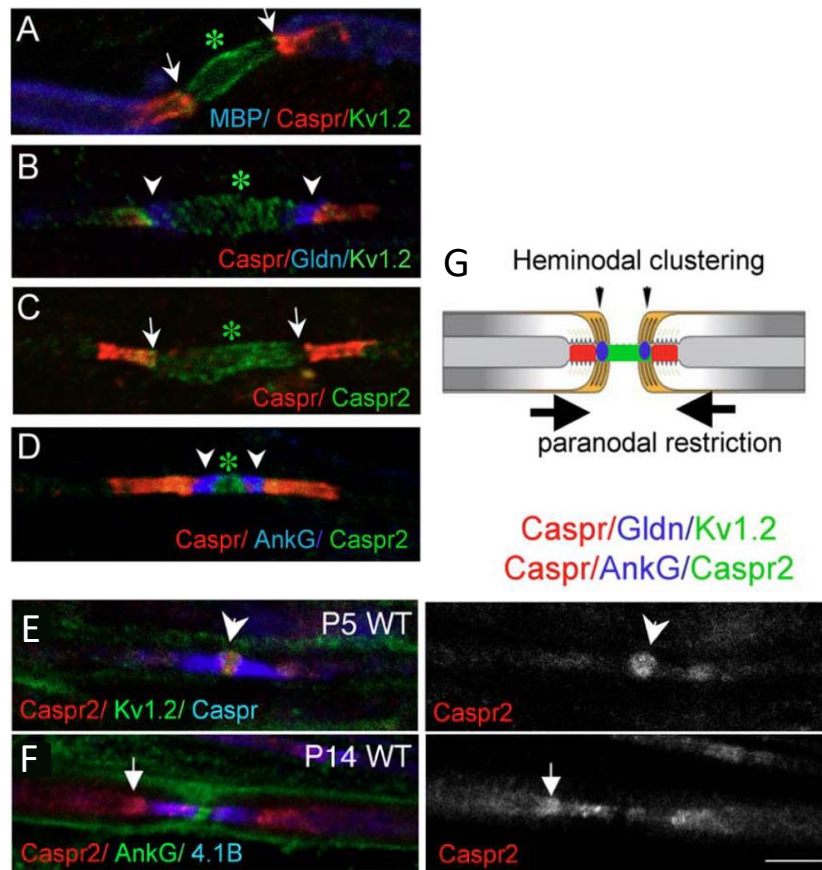 A
MBP/ Caspr/Kv1.2
B
Caspr/Gldn/Kv1.2
C
Caspr/ Caspr2
D
Caspr/ AnkG/ Caspr2
G
Heminodal clustering
paranodal restriction
Caspr/Gldn/Kv1.2
Caspr/AnkG/Caspr2
E
P5 WT
Caspr2/ Kv1.2/ Caspr
Caspr2
F
P14 WT
Caspr2/ AnkG/ 4.1B
Caspr2